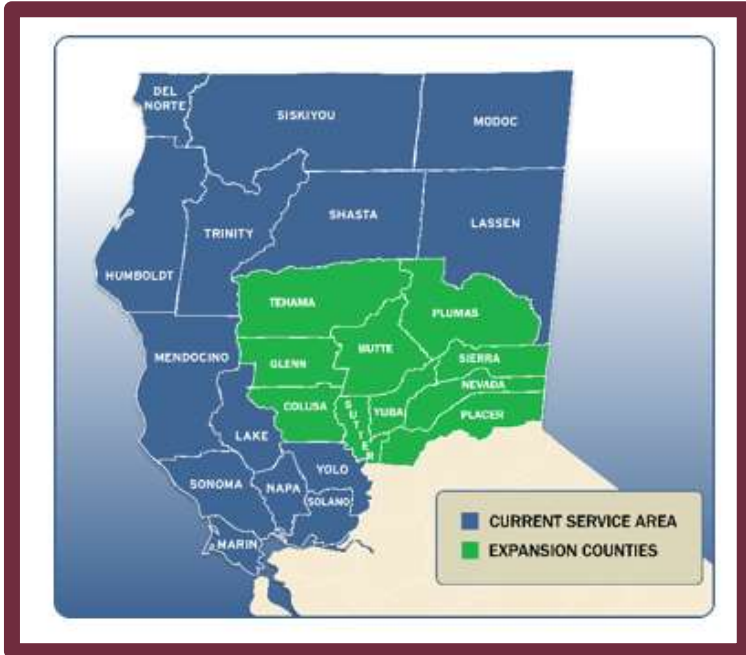 DEL
NORTE
SISKIYOU
MODOC
TRINITY
SHASTA
LASSEN
HUMBOLDT
TEHAMA
PLUMAS
MENDOCINO
GLENN
BUTTE
SIERRA
NEVADA
COLUSA
SUTTER
YUBA
PLACER
LAKE
YOLO
SONOMA
NAPA
SOLANO
MARIN
CURRENT SERVICE AREA
EXPANSION COUNTIES